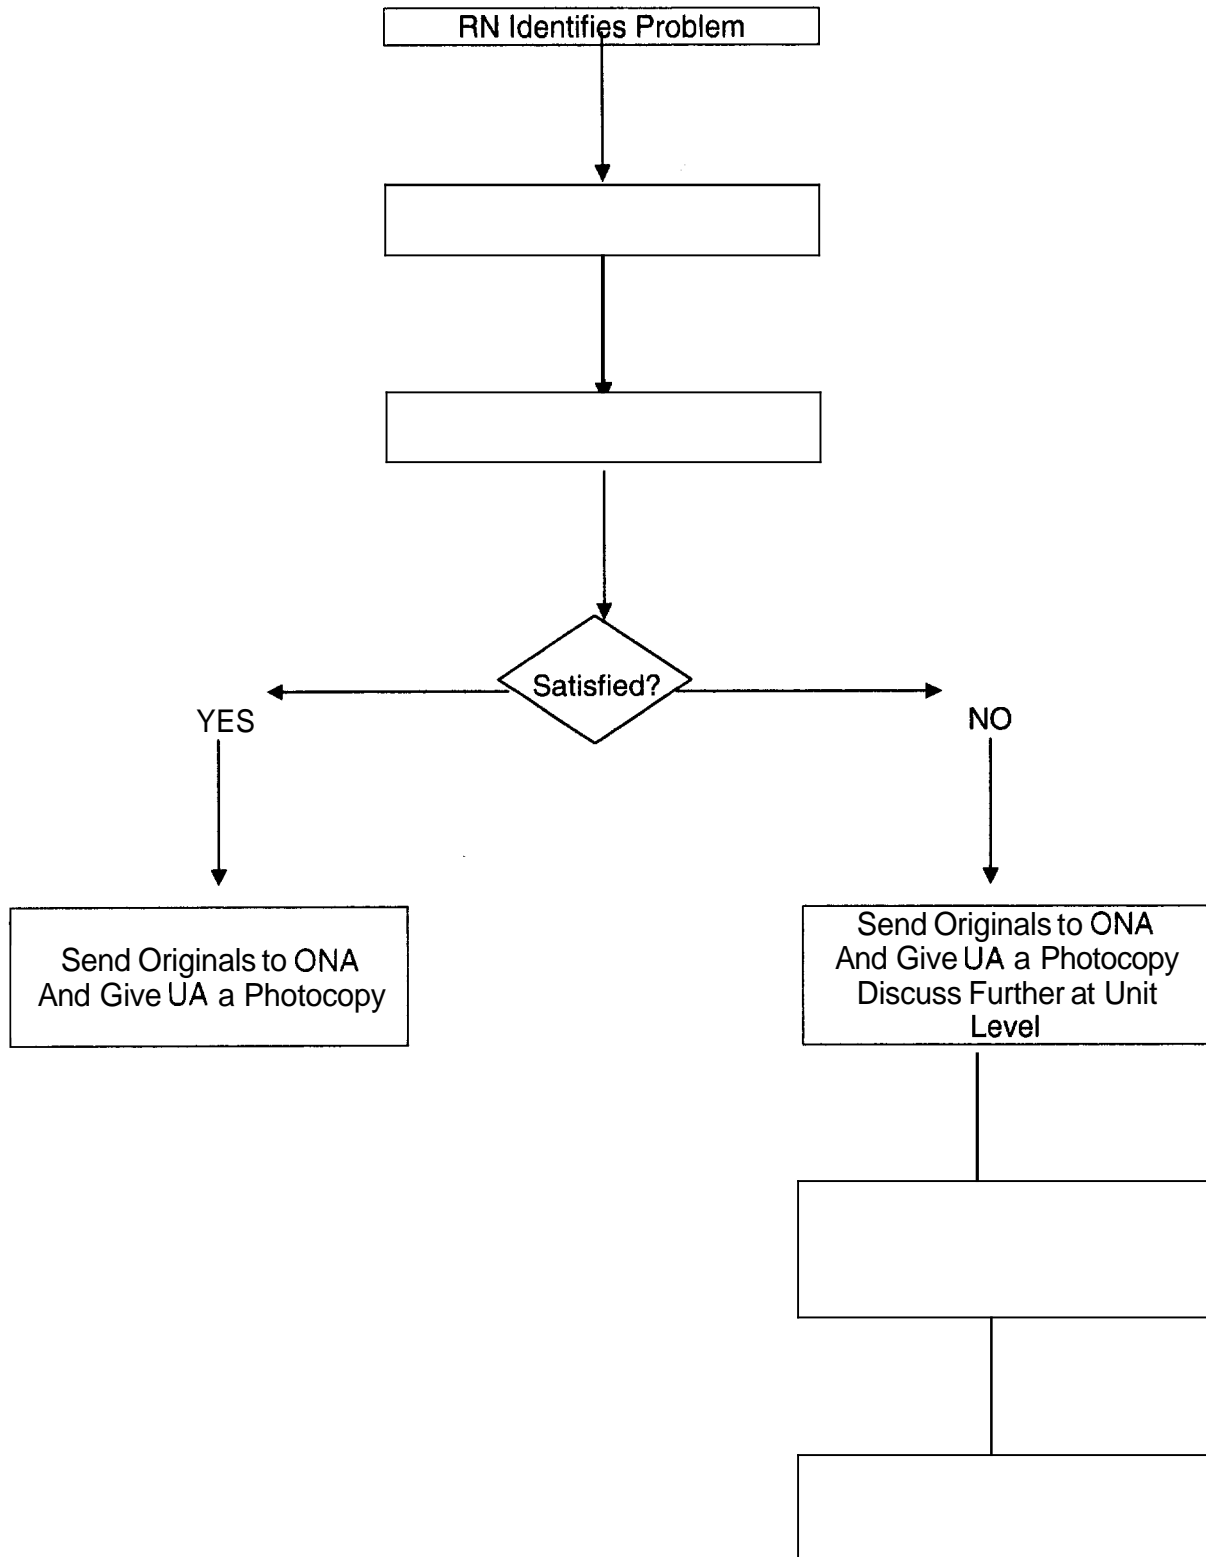 RN Identifies Problem
Satisfied?
YES
NO
Send Originals to ONA
And Give UA a Photocopy
Send Originals to ONA
And Give UA a Photocopy
Discuss Further at Unit
Level